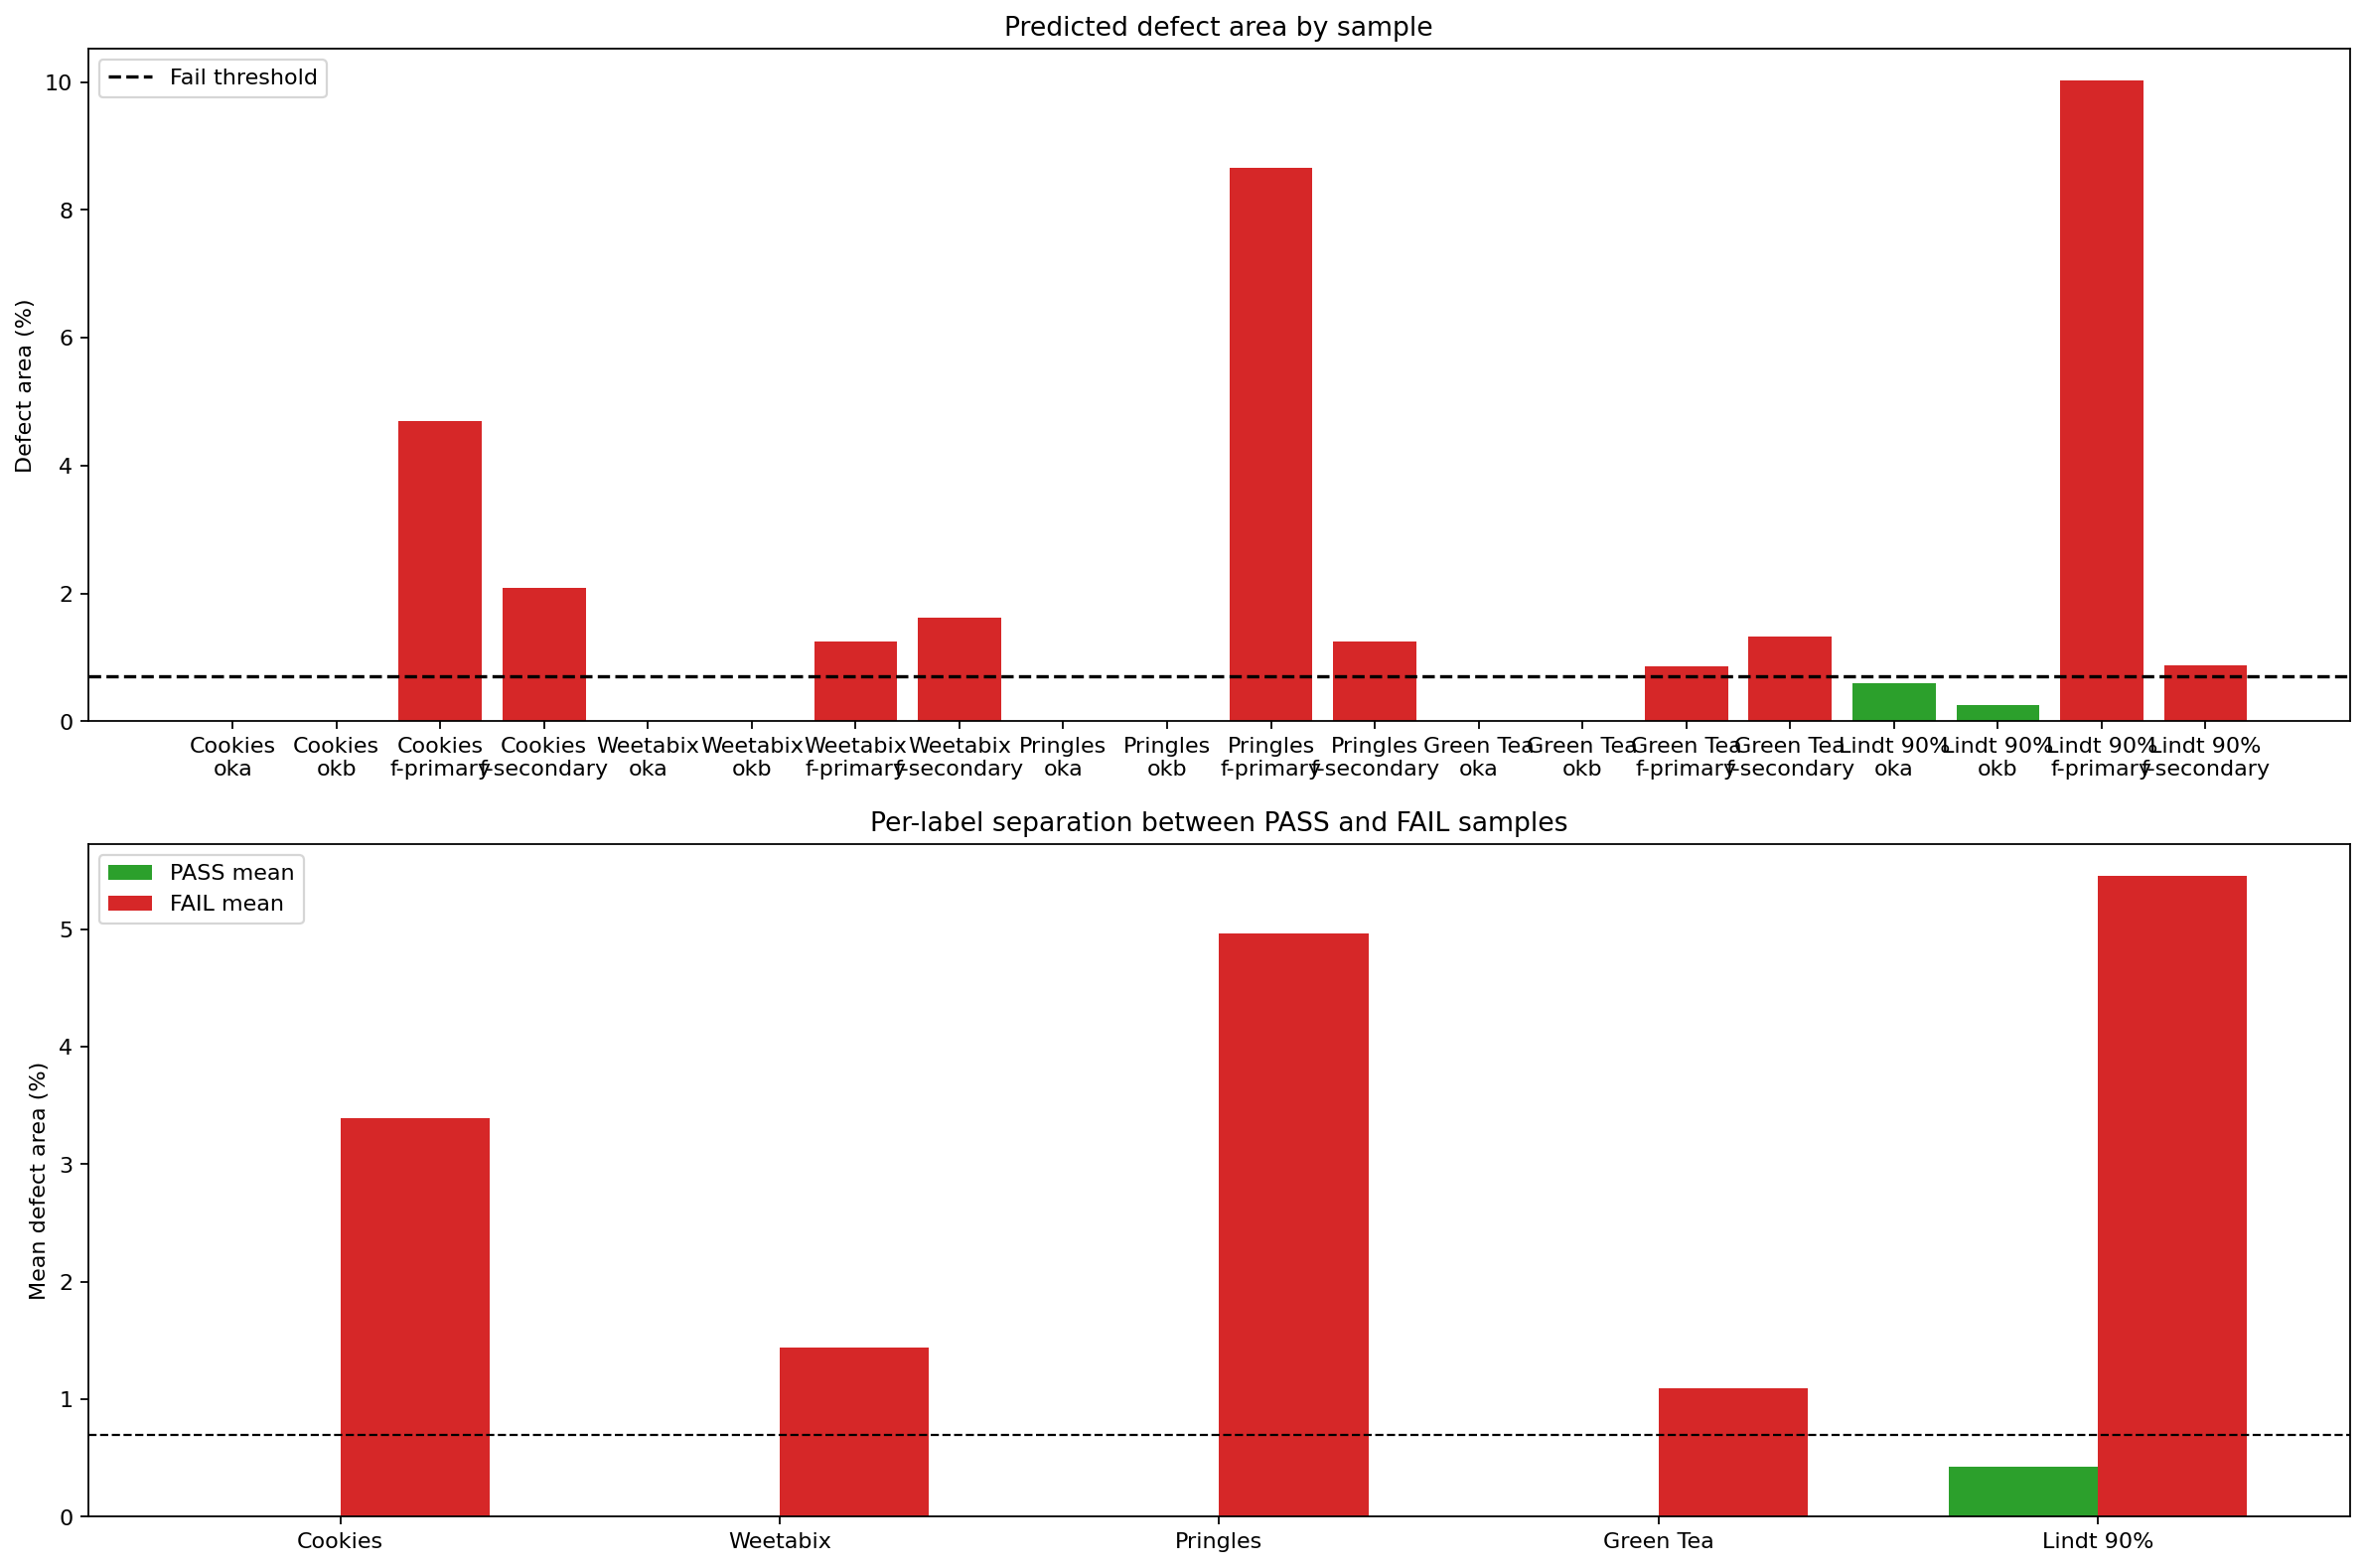 Predicted defect area by sample
Fail threshold
Defect area (%)
10
8
6
4
2
0
Cookies
oka
Cookies
okb
Cookies
f-primary
Cookies
f-secondary
Weetabix
oka
Weetabix
okb
Weetabix
f-primary
Weetabix
f-secondary
Pringles
oka
Pringles
okb
Pringles
f-primary
Pringles
f-secondary
Green Tea
oka
Green Tea
okb
Green Tea
f-primary
Green Tea
f-secondary
Lindt 90%
oka
Lindt 90%
okb
Lindt 90%
f-primary
Lindt 90%
f-secondary
Per-label separation between PASS and FAIL samples
PASS mean
FAIL mean
Mean defect area (%)
5
4
3
2
1
0
Cookies
Weetabix
Pringles
Green Tea
Lindt 90%